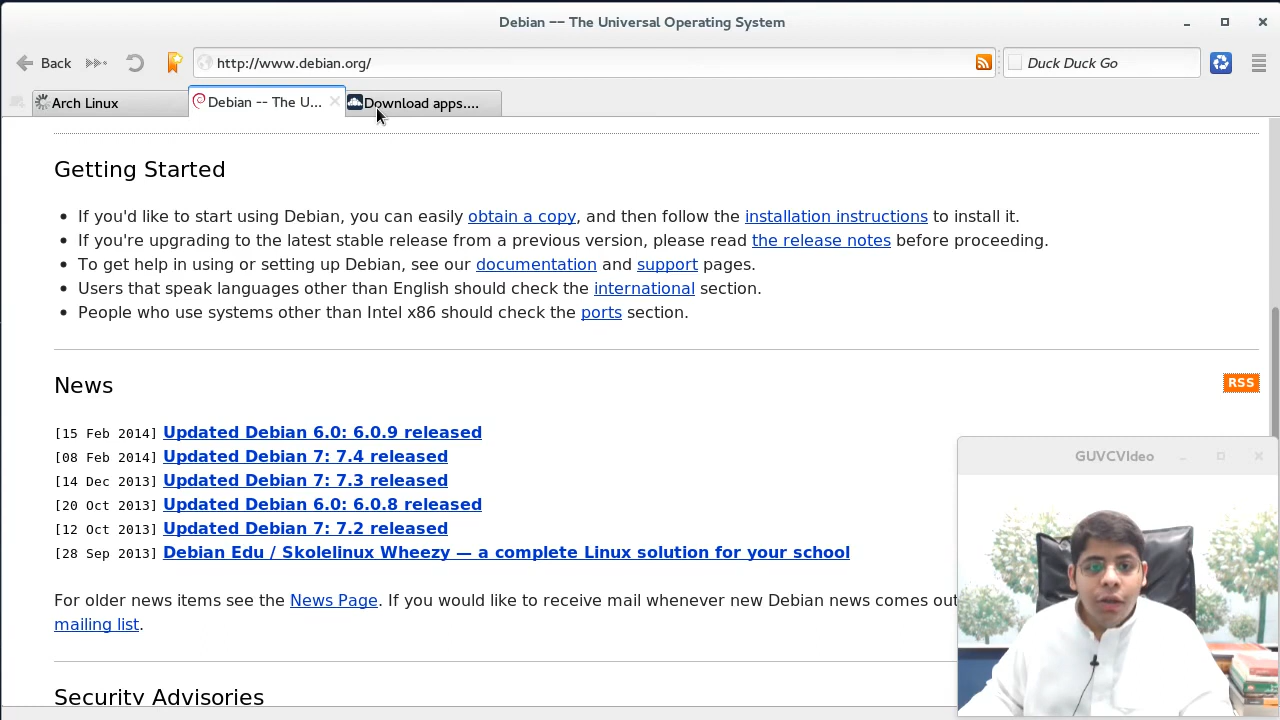 Debian -- The Universal Operating System
Back
http://www.debian.org/
Duck Duck Go
Arch Linux
Debian -- The U...
Download apps....
Getting Started
If you'd like to start using Debian, you can easily obtain a copy, and then follow the installation instructions to install it.
If you're upgrading to the latest stable release from a previous version, please read the release notes before proceeding.
To get help in using or setting up Debian, see our documentation and support pages.
Users that speak languages other than English should check the international section.
People who use systems other than Intel x86 should check the ports section.
News
RSS
[15 Feb 2014] Updated Debian 6.0: 6.0.9 released
[08 Feb 2014] Updated Debian 7: 7.4 released
[14 Dec 2013] Updated Debian 7: 7.3 released
[20 Oct 2013] Updated Debian 6.0: 6.0.8 released
[12 Oct 2013] Updated Debian 7: 7.2 released
[28 Sep 2013] Debian Edu / Skolelinux Wheezy — a complete Linux solution for your school
GUVCVIdeo
For older news items see the News Page. If you would like to receive mail whenever new Debian news comes out
mailing list.
Security Advisories